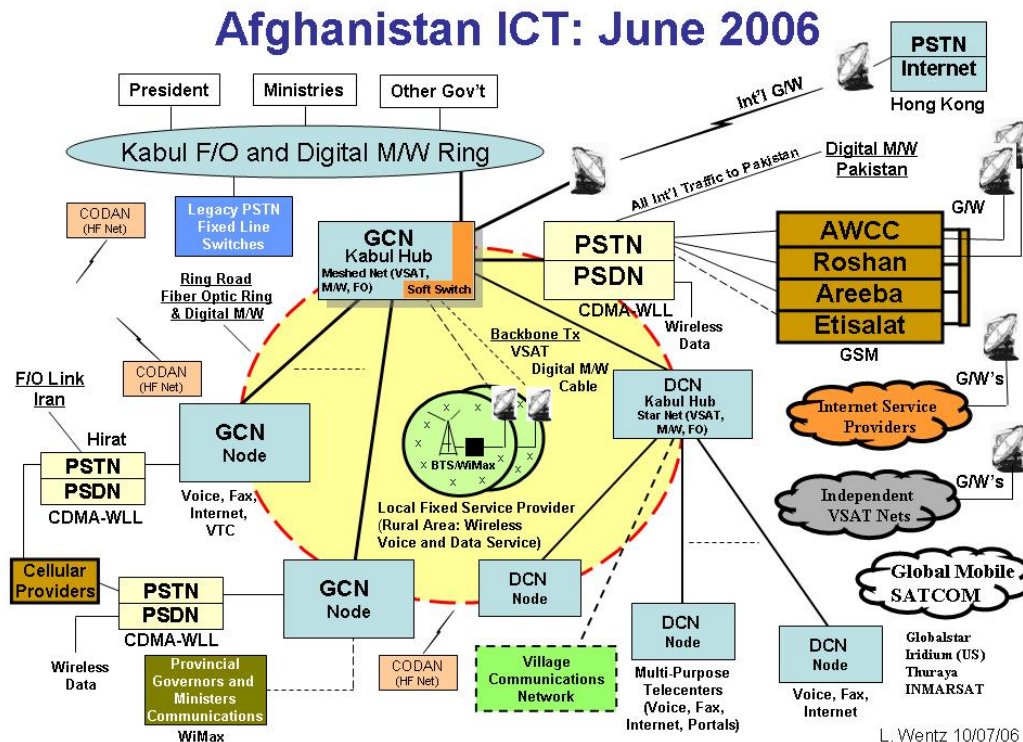 Afghanistan ICT: June 2006
President
Ministries
Other Gov't
Kabul F/O and Digital M/W Ring
Int'l G/W
PSTN
Internet
Hong Kong
CODAN
(HF Net)
Legacy PSTN
Fixed Line
Switches
GCN
Kabul Hub
Meshed Net (VSAT,
M/W, FO)
Soft Switch
PSTN
PSDN
CDMA-WLL
All Int'l Traffic to Pakistan
Digital M/W
Pakistan
G/W
AWCC
Roshan
Areeba
Etisalat
GSM
Wireless
Data
Ring Road
Fiber Optic Ring
& Digital M/W
Backbone Tx
VSAT
Digital M/W
Cable
CODAN
(HF Net)
F/O Link
Iran
Hirat
PSTN
PSDN
CDMA-WLL
GCN
Node
Voice, Fax,
Internet,
VTC
X X X X X X X X
BTS/WiMax
Local Fixed Service Provider
(Rural Area: Wireless
Voice and Data Service)
DCN
Kabul Hub
Star Net (VSAT,
M/W, FO)
G/W's
Internet Service
Providers
G/W's
Independent
VSAT Nets
Global Mobile
SATCOM
Globalstar
Iridium (US)
Thuraya
INMARSAT
Cellular
Providers
PSTN
PSDN
CDMA-WLL
Wireless
Data
GCN
Node
Provincial
Governors and
Ministers
Communications
WiMax
CODAN
(HF Net)
DCN
Node
Village
Communications
Network
DCN
Node
Multi-Purpose
Telecenters
(Voice, Fax,
Internet, Portals)
DCN
Node
Voice, Fax,
Internet
L. Wentz 10/07/06